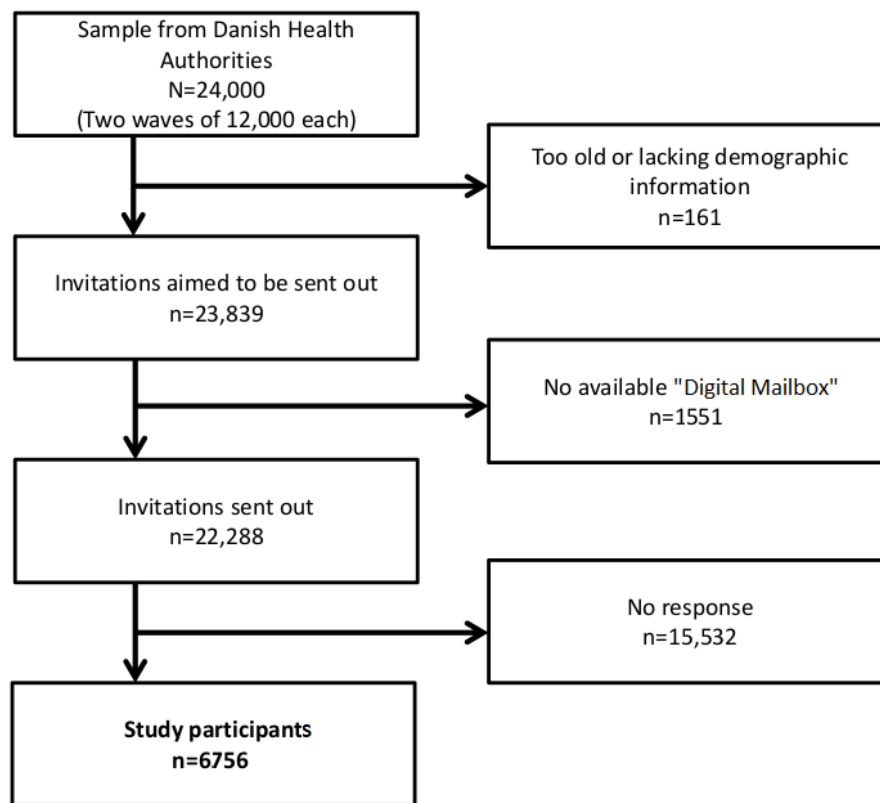 Sample from Danish Health
Authorities
N=24,000
(Two waves of 12,000 each)
Too old or lacking demographic
information
n=161
Invitations aimed to be sent out
n=23,839
No available "Digital Mailbox"
n=1551
Invitations sent out
n=22,288
No response
n=15,532
Study participants
n=6756